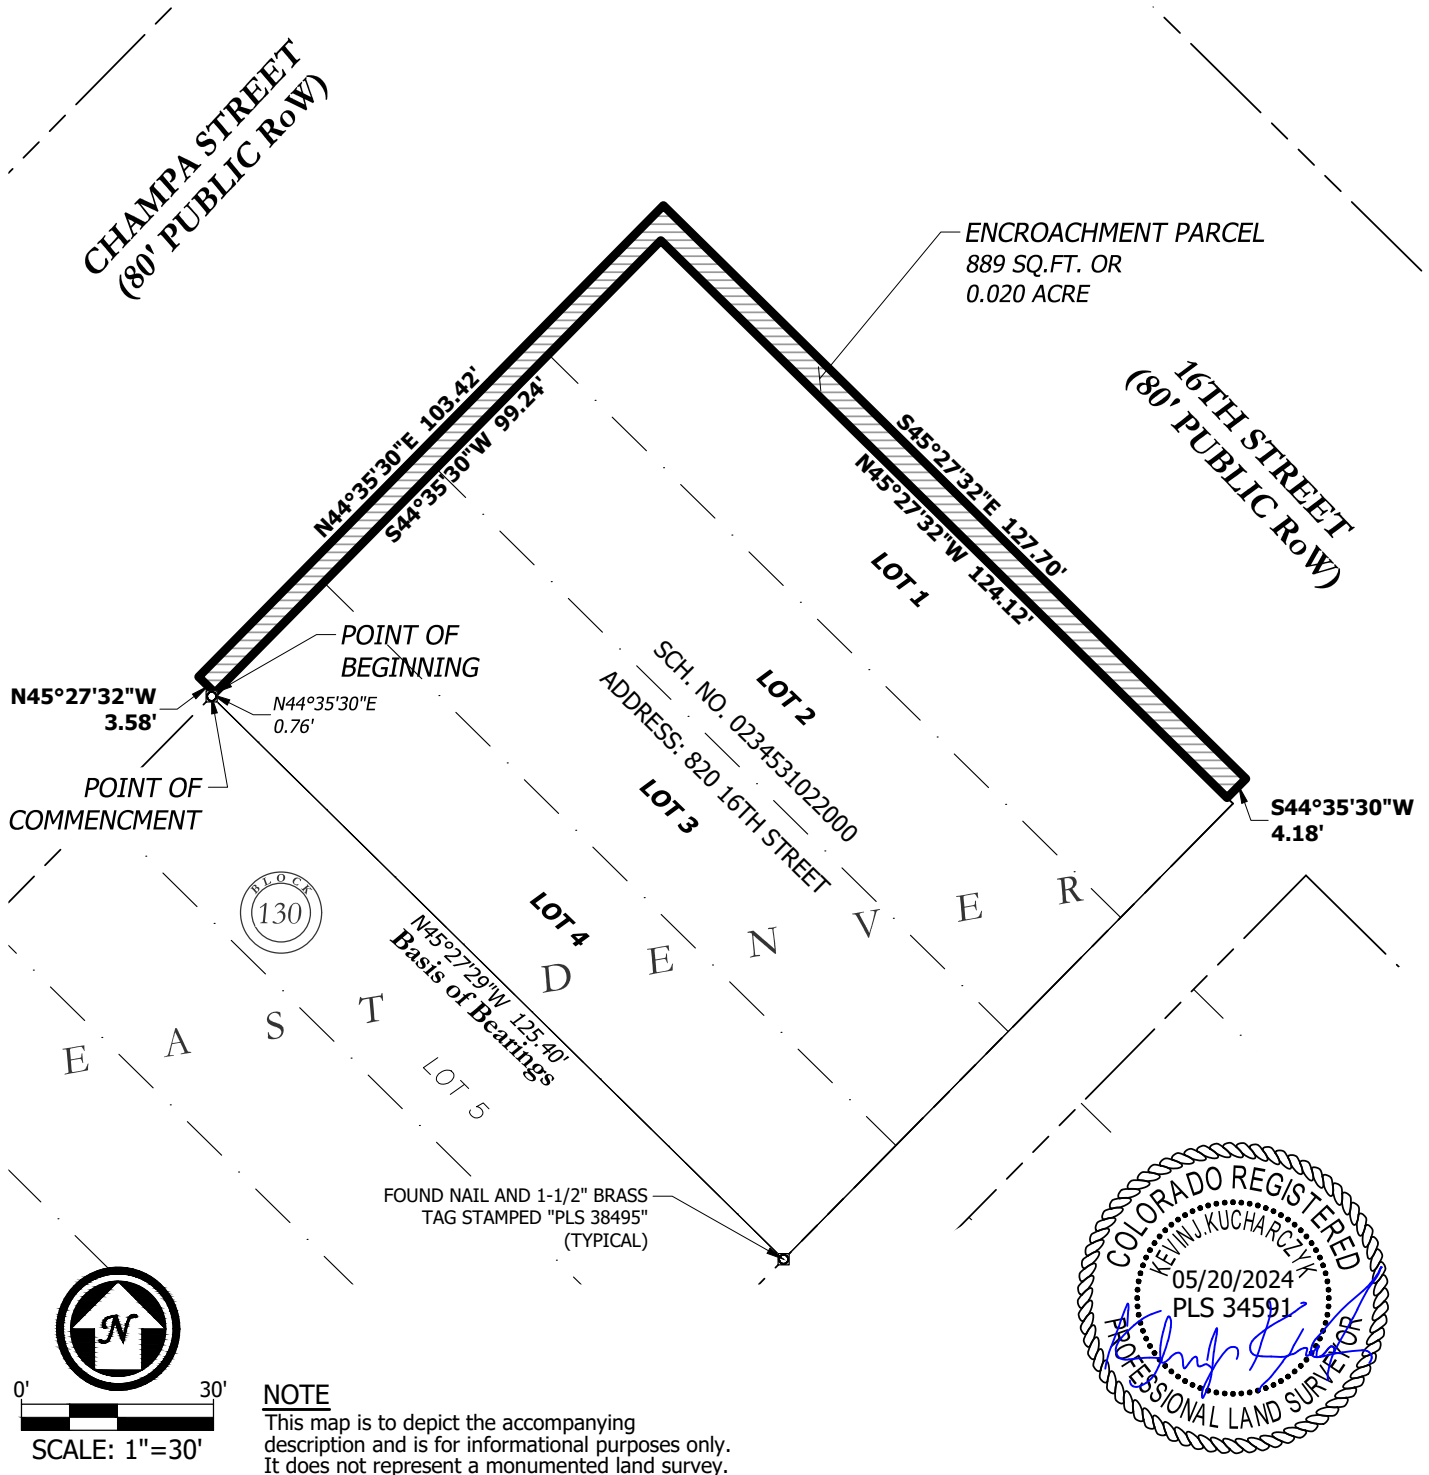 CHAMPA STREET
(80' PUBLIC RoW)
ENCROACHMENT PARCEL
889 SQ.FT. OR
0.020 ACRE
16TH STREET
(80' PUBLIC RoW)
N44°35'30"E 103.42'
S44°35'30"W 99.24'
S45°27'32"E 127.70'
N45°27'32"W 124.12'
LOT 1
POINT OF
BEGINNING
N45°27'32"W
3.58'
N44°35'30"E
0.76'
POINT OF
COMMENCMENT
LOT 2
SCH. NO. 0234531022000
ADDRESS: 820 16TH STREET
LOT 3
S44°35'30"W
4.18'
LOT 4
BLOCK
130
EAST DENVER
N45°27'29"W 125.40'
Basis of Bearings
LOT 5
FOUND NAIL AND 1-1/2" BRASS
TAG STAMPED "PLS 38495"
(TYPICAL)
COLORADO REGISTERED
KEVIN J. KUCHARCZYK
05/20/2024
PLS 34591
PROFESSIONAL LAND SURVEYOR
N
0' 30'
SCALE: 1"=30'
NOTE
This map is to depict the accompanying
description and is for informational purposes only.
It does not represent a monumented land survey.